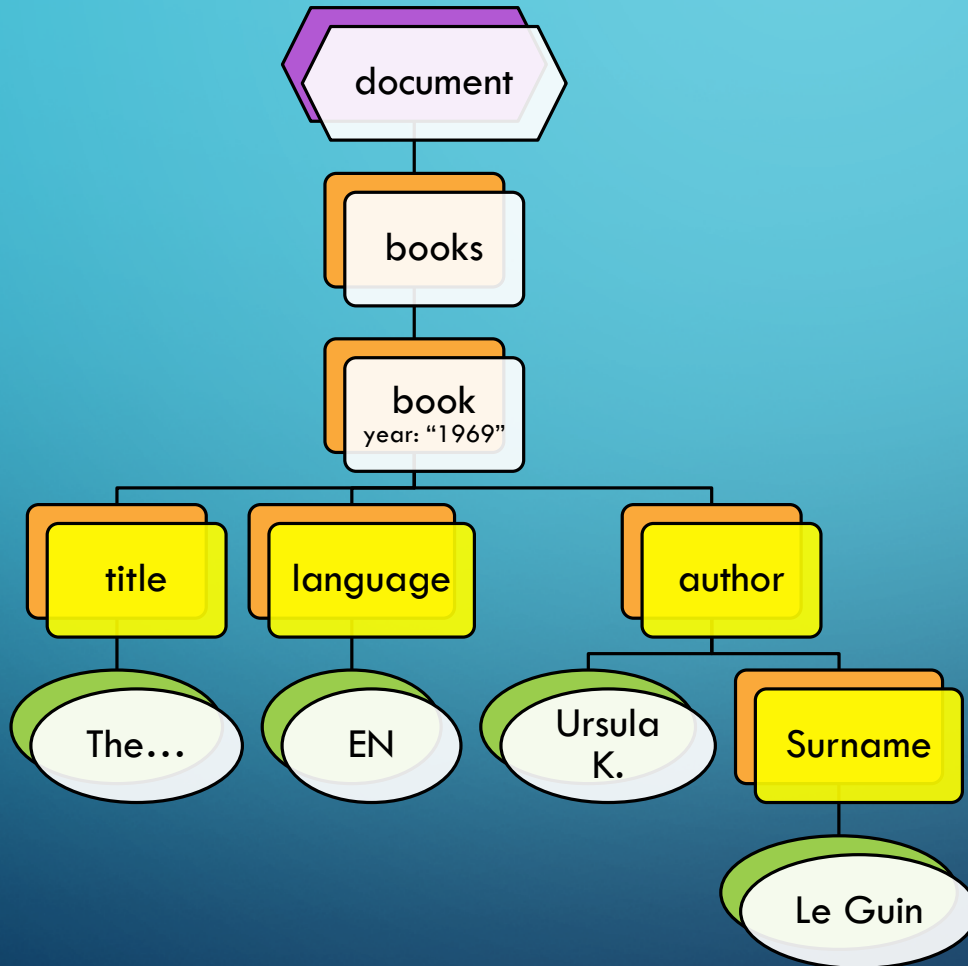 document
books
book
year: “1969”
title
language
author
The...
EN
Ursula
K.
Surname
Le Guin